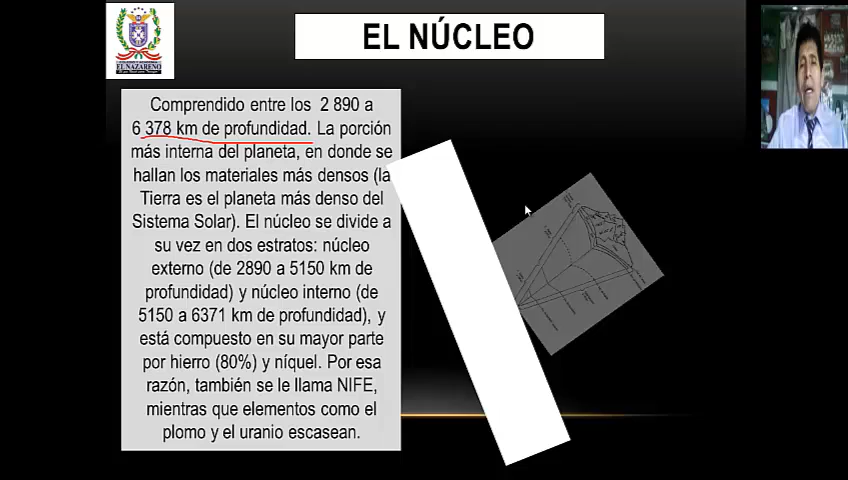 EL NÚCLEO
EL NAZARENO
Comprendido entre los 2 890 a
6 378 km de profundidad. La porción
más interna del planeta, en donde se
hallan los materiales más densos (la
Tierra es el planeta más denso del
Sistema Solar). El núcleo se divide a
su vez en dos estratos: núcleo
externo (de 2890 a 5150 km de
profundidad) y núcleo interno (de
5150 a 6371 km de profundidad), y
está compuesto en su mayor parte
por hierro (80%) y níquel. Por esa
razón, también se le llama NIFE,
mientras que elementos como el
plomo y el uranio escasean.